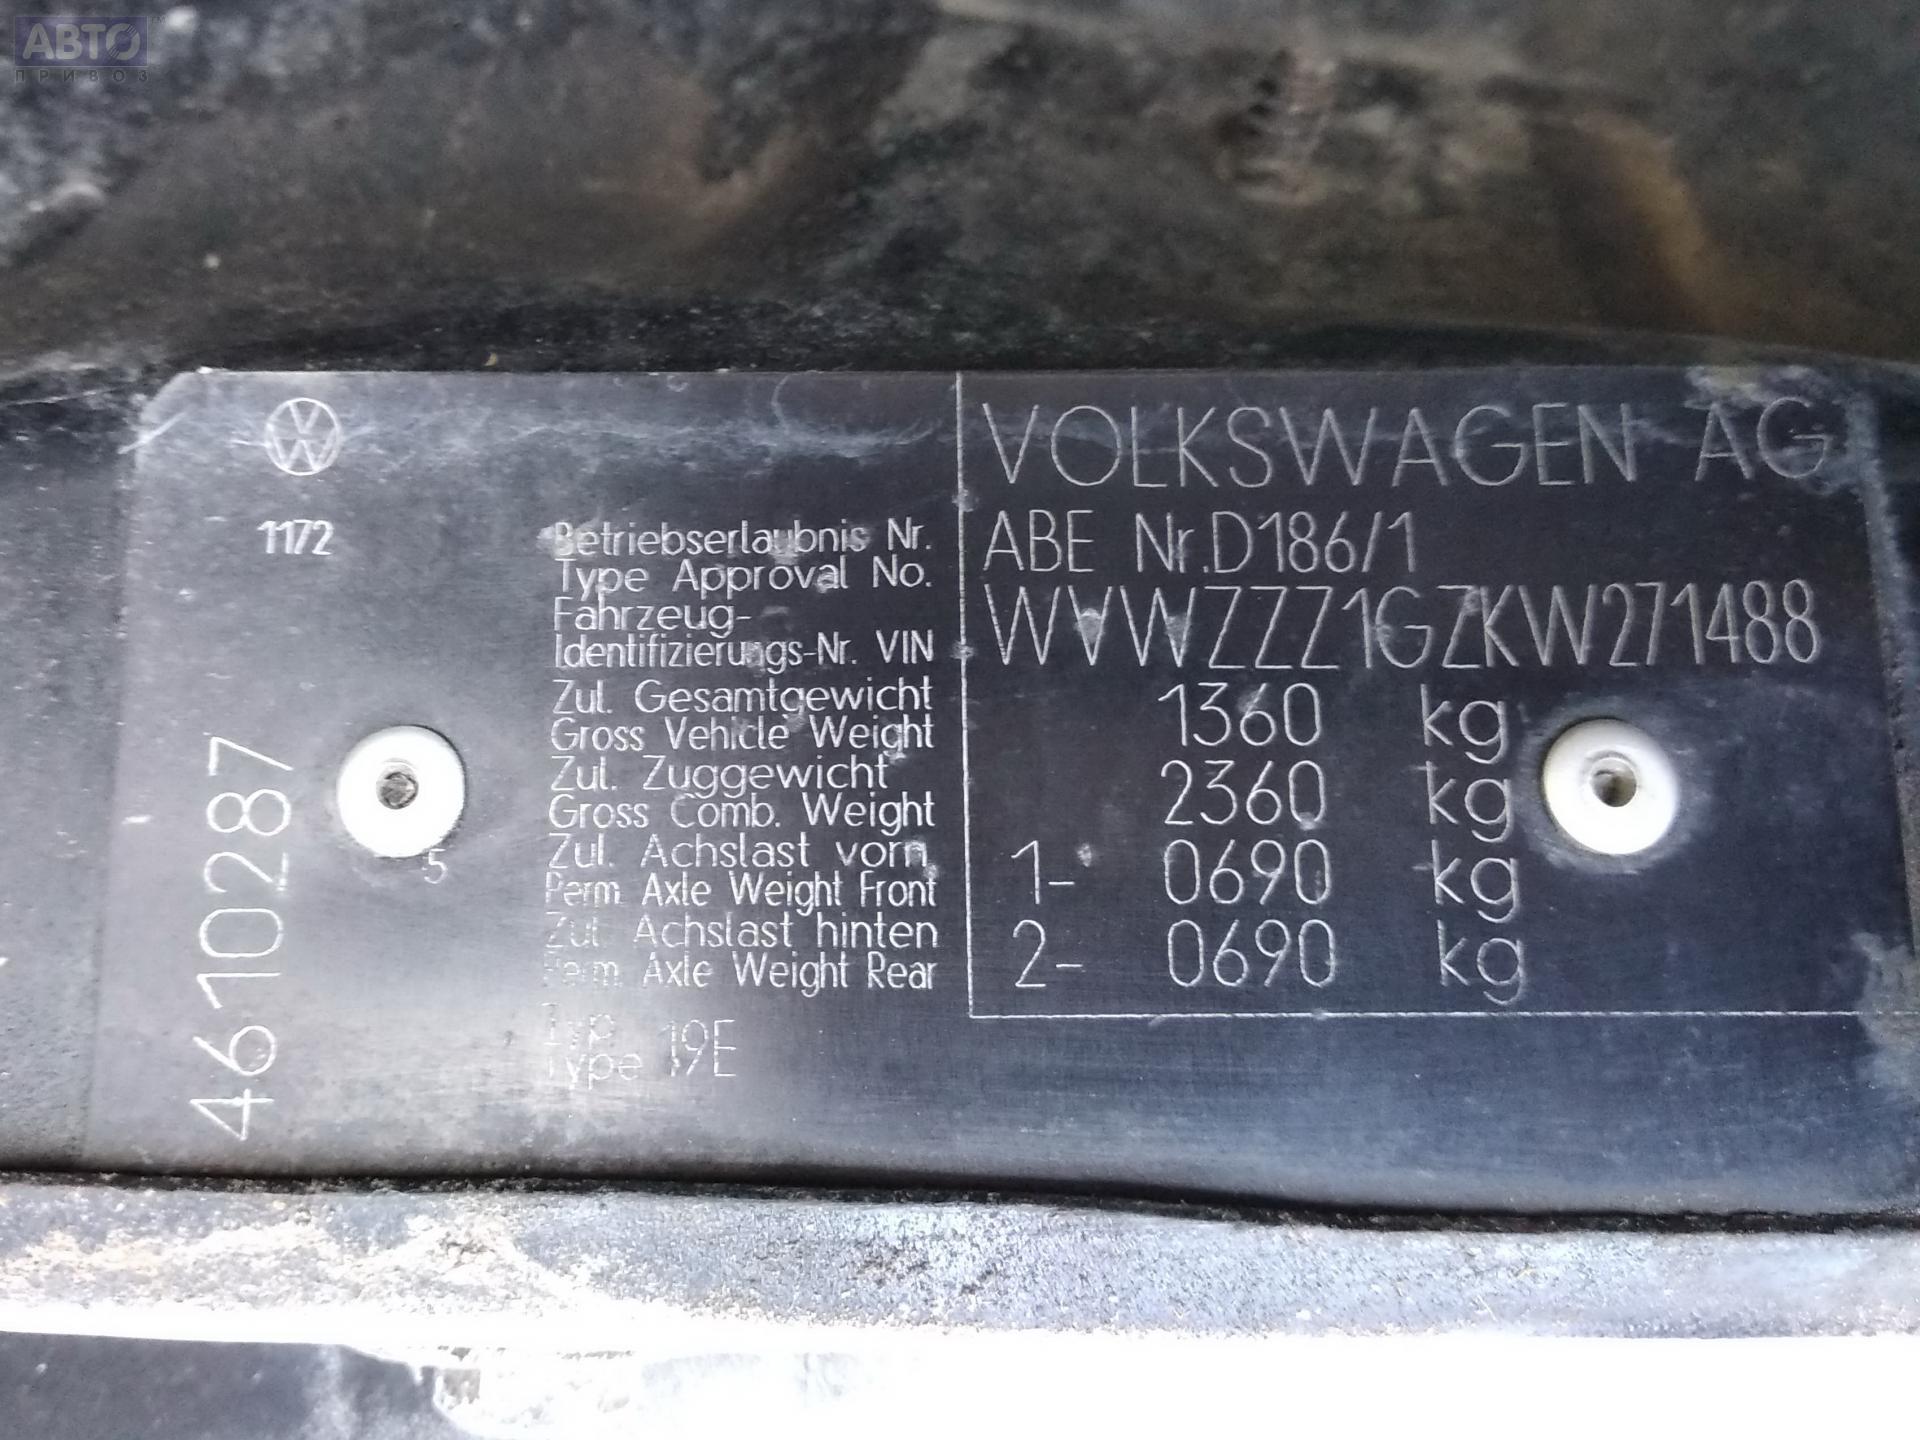 АВТО
ПРИВОЗ
VW
11/2
4610287
5
Betriebserlaubnis Nr.
Type Approval No.
Fahrzeug-
Identifizierungs-Nr. VIN
Zul. Gesamtgewicht
Gross Vehicle Weight
Zul. Zuggewicht
Gross Comb. Weight
Zul. Achslast vorn
Perm. Axle Weight Front
Zul. Achslast hinten
Perm. Axle Weight Rear
Typ
Type 19E
VOLKSWAGEN AG
ABE Nr. D186/1
WVWZZZ1GZKW271488
1360 kg
2360 kg
1- 0690 kg
2- 0690 kg